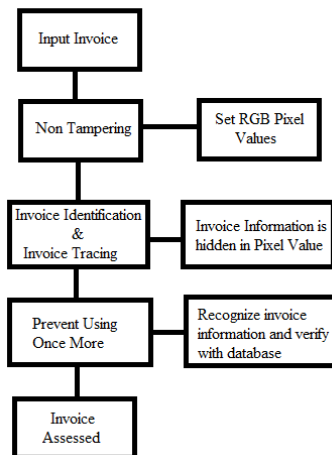 Input Invoice
Non Tampering
Set RGB Pixel
Values
Invoice Identification
&
Invoice Tracing
Invoice Information is
hidden in Pixel Value
Prevent Using
Once More
Recognize invoice
information and verify
with database
Invoice
Assessed